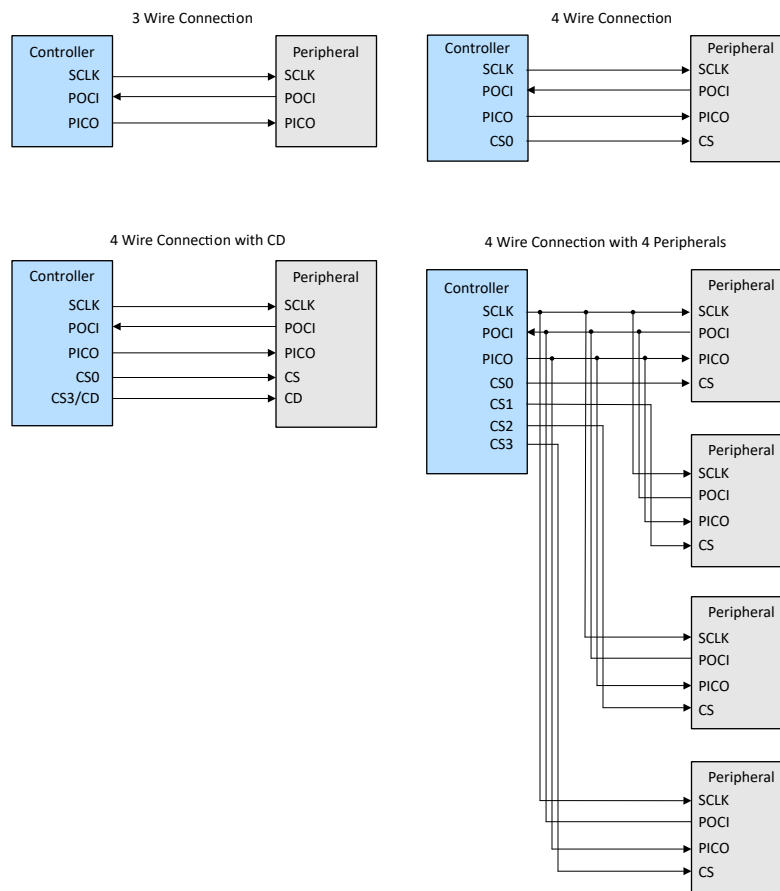 3 Wire Connection
Controller
SCLK
POCI
PICO
Peripheral
SCLK
POCI
PICO
4 Wire Connection
Controller
SCLK
POCI
PICO
CS0
Peripheral
SCLK
POCI
PICO
CS
4 Wire Connection with CD
Controller
SCLK
POCI
PICO
CS0
CS3/CD
Peripheral
SCLK
POCI
PICO
CS
CD
4 Wire Connection with 4 Peripherals
Controller
SCLK
POCI
PICO
CS0
CS1
CS2
CS3
Peripheral
SCLK
POCI
PICO
CS
Peripheral
SCLK
POCI
PICO
CS
Peripheral
SCLK
POCI
PICO
CS
Peripheral
SCLK
POCI
PICO
CS